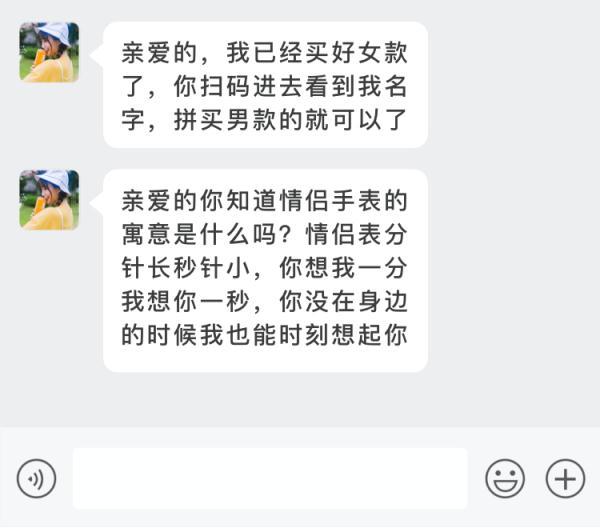 亲爱的，我已经买好女款
了，你扫码进去看到我名
字，拼买男款的就可以了
亲爱的你知道情侣手表的
寓意是什么吗？情侣表分
针长秒针小，你想我一分
我想你一秒，你没在身边
的时候我也能时刻想起你